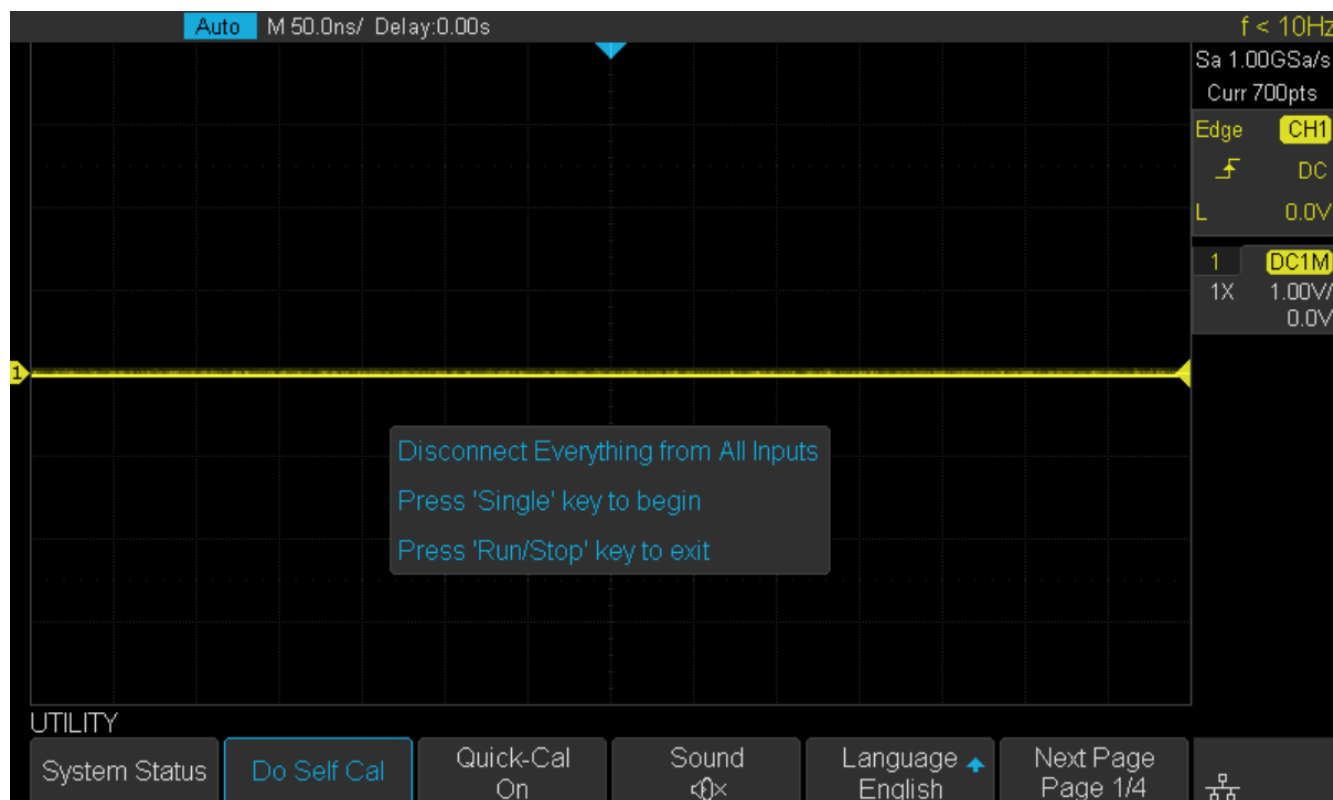 Auto M 50.0ns/ Delay:0.00s f < 10Hz
Sa 1.00GSa/s
Curr 700pts
Edge CH1
DC
L 0.0V
1 DC1M
1X 1.00V/
0.0V
1
Disconnect Everything from All Inputs
Press 'Single' key to begin
Press 'Run/Stop' key to exit
UTILITY
System Status
Do Self Cal
Quick-Cal
On
Sound
Language
English
Next Page
Page 1/4